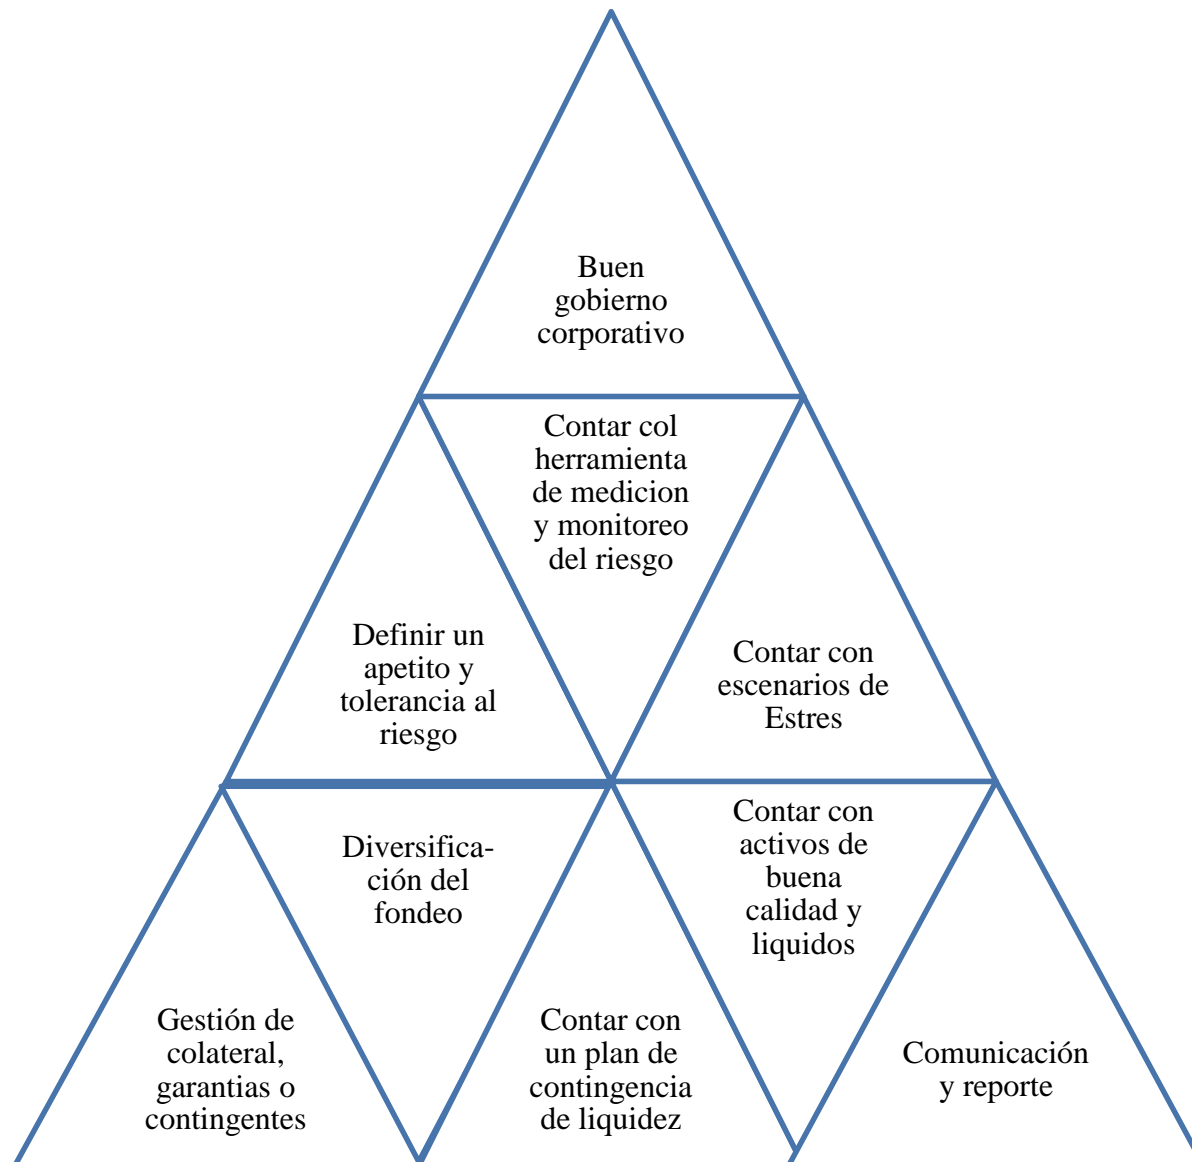 Buen
gobierno
corporativo
Contar col
herramienta
de medicion
y monitoreo
del riesgo
Definir un
apetito y
tolerancia al
riesgo
Contar con
escenarios de
Estres
Diversifica-
ción del
fondeo
Contar con
activos de
buena
calidad y
liquidos
Gestión de
colateral,
garantias o
contingentes
Contar con
un plan de
contingencia
de liquidez
Comunicación
y reporte